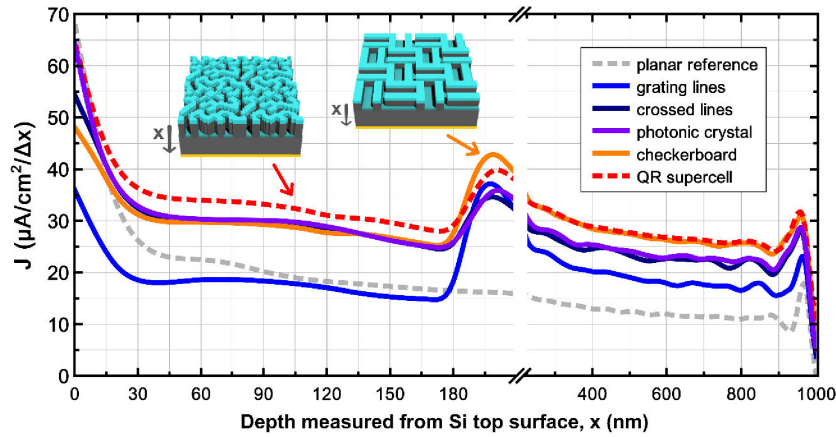 70
60
50
40
30
20
10
0
J (µA/cm²/Δx)
x
x
planar reference
grating lines
crossed lines
photonic crystal
checkerboard
QR supercell
0 30 60 90 120 150 180 400 600 800 1000
Depth measured from Si top surface, x (nm)